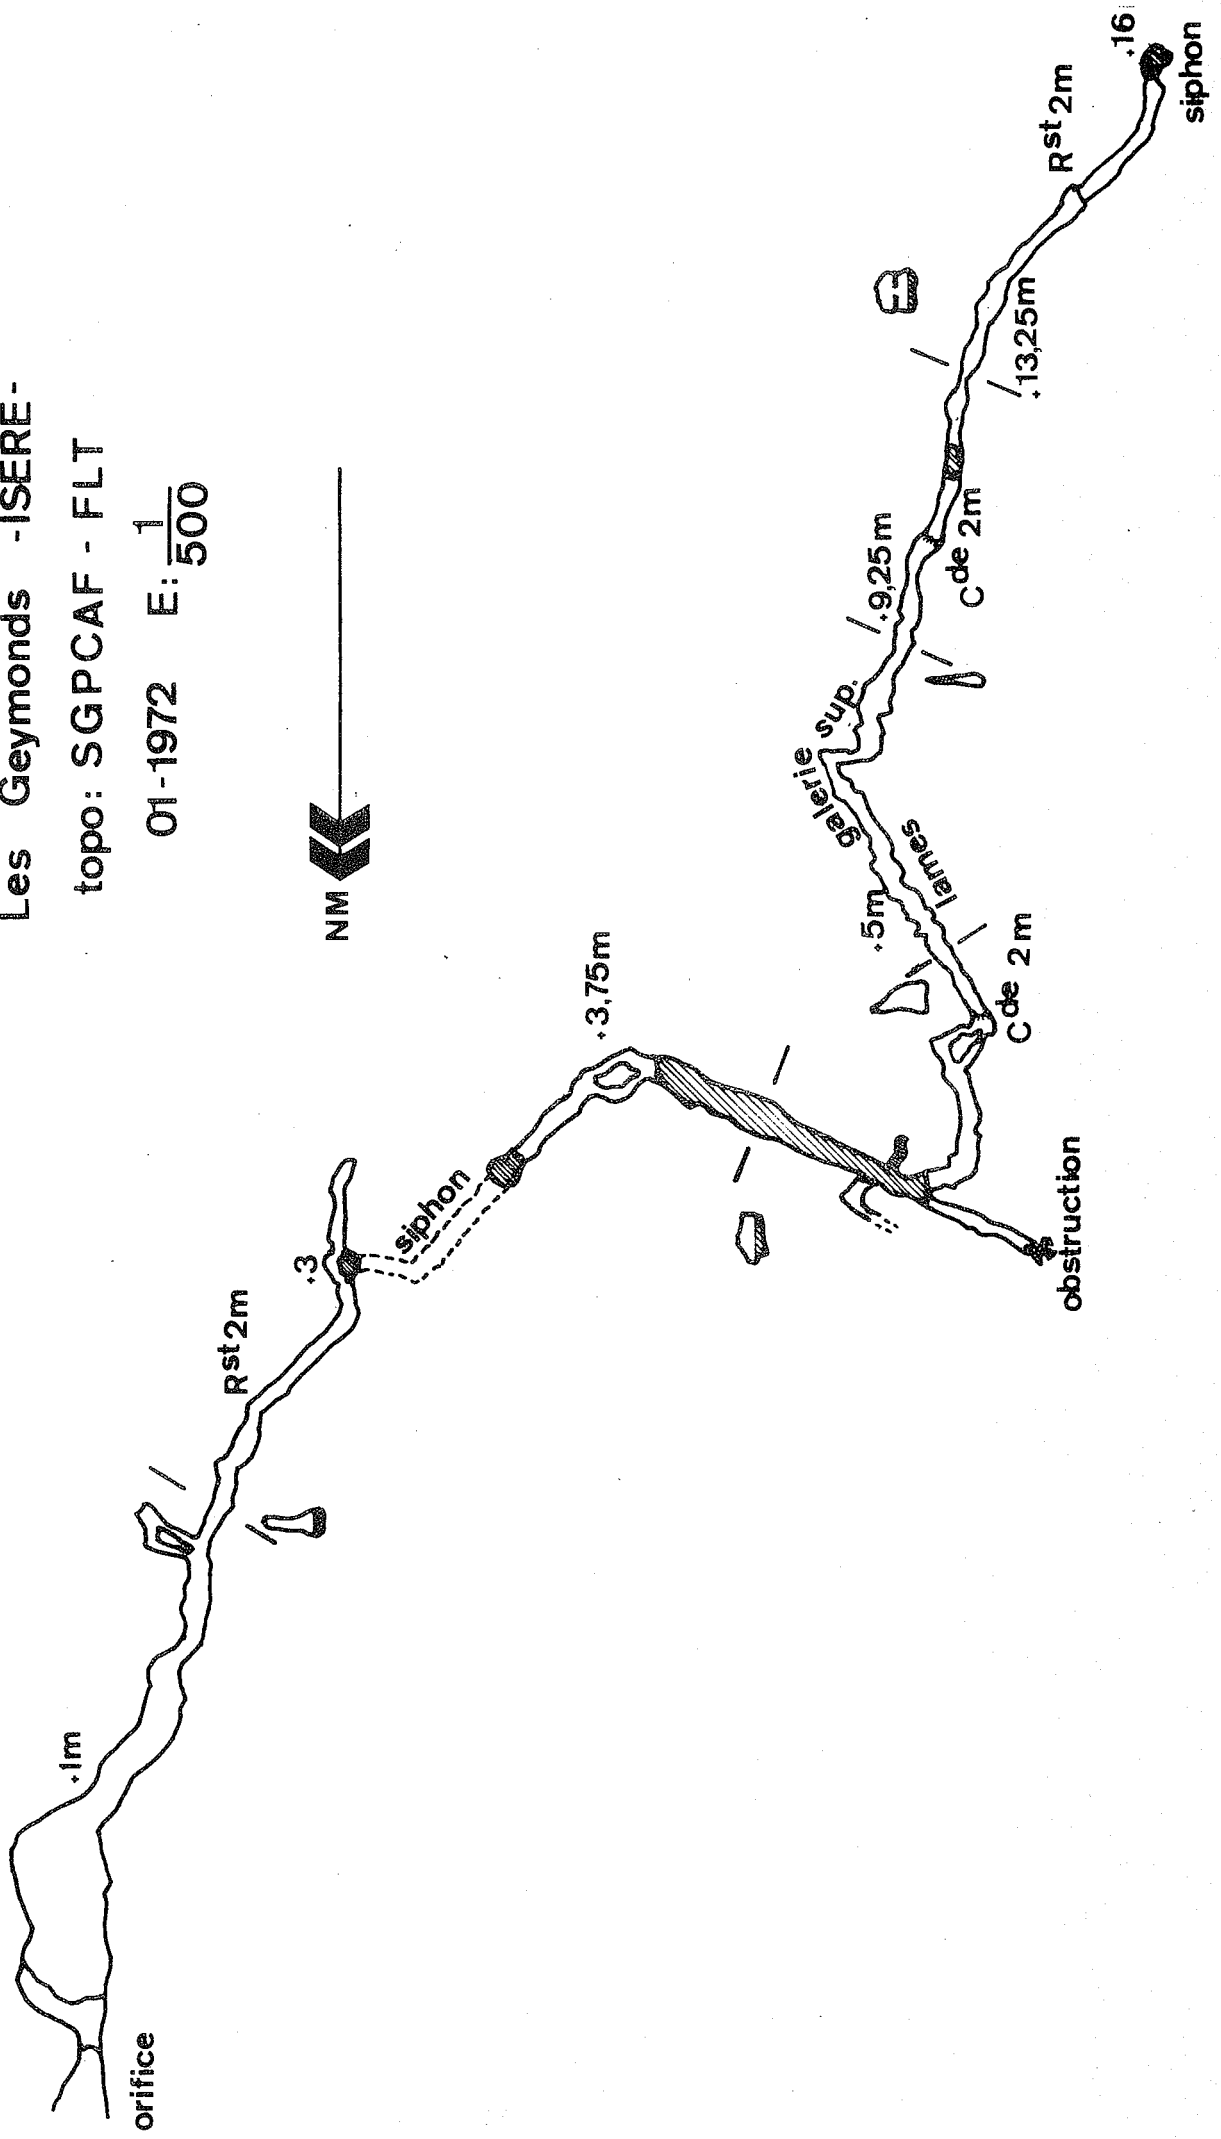 Les Geymonds -ISERE-
topo: SGPCAF - FLT
01-1972 E: 1/500
NM
orifice
+1m
Rst 2m
+3
siphon
+3,75m
obstruction
Cde 2m
+5m
lames
galerie sup.
+9,25m
Cde 2m
+13,25m
Rst 2m
+16
siphon